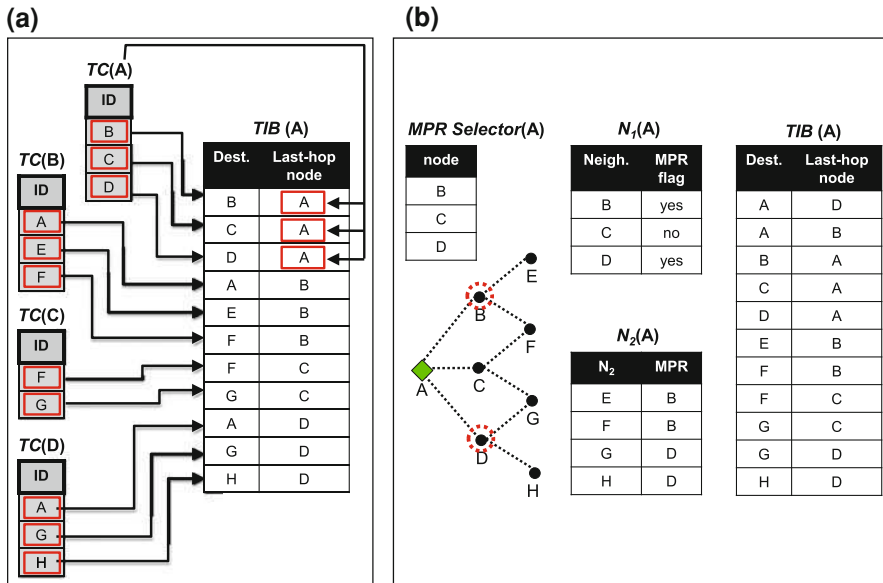 (a)
TC(A)
ID
B
C
D
TC(B)
ID
A
E
F
TC(C)
ID
F
G
TC(D)
ID
A
G
H
TIB (A)
Dest. Last-hop node
B A
C A
D A
A B
E B
F B
F C
G C
A D
G D
H D
(b)
MPR Selector(A)
node
B
C
D
A
B
C
D
E
F
G
H
N1(A)
Neigh. MPR flag
B yes
C no
D yes
N2(A)
N2 MPR
E B
F B
G D
H D
TIB (A)
Dest. Last-hop node
A D
A B
B A
C A
D A
E B
F B
F C
G C
G D
H D